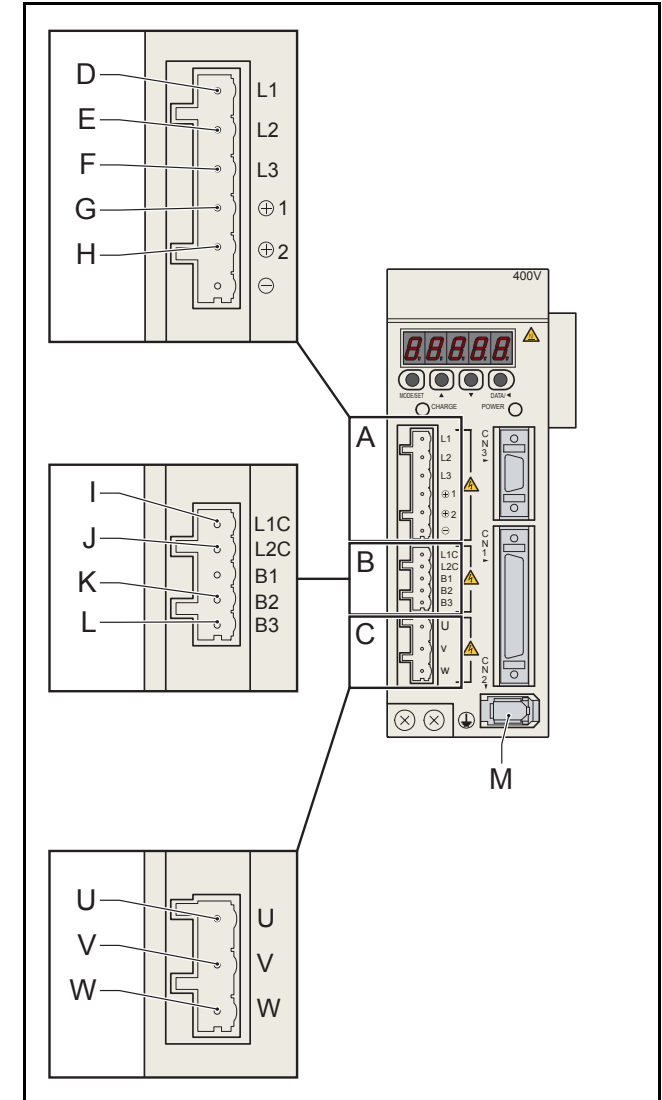 D L1
E L2
F L3
G ⊕ 1
H ⊕ 2
⊖
400V
8.8.8.8.8
MODE/SET ▲ ▼ DATA/◄
CHARGE POWER
A
L1
L2
L3
⊕ 1
⊕ 2
⊖
CN3
B
L1C
L2C
B1
B2
B3
CN1
C
U
V
W
CN2
M
I L1C
J L2C
B1
K B2
L B3
U U
V V
W W